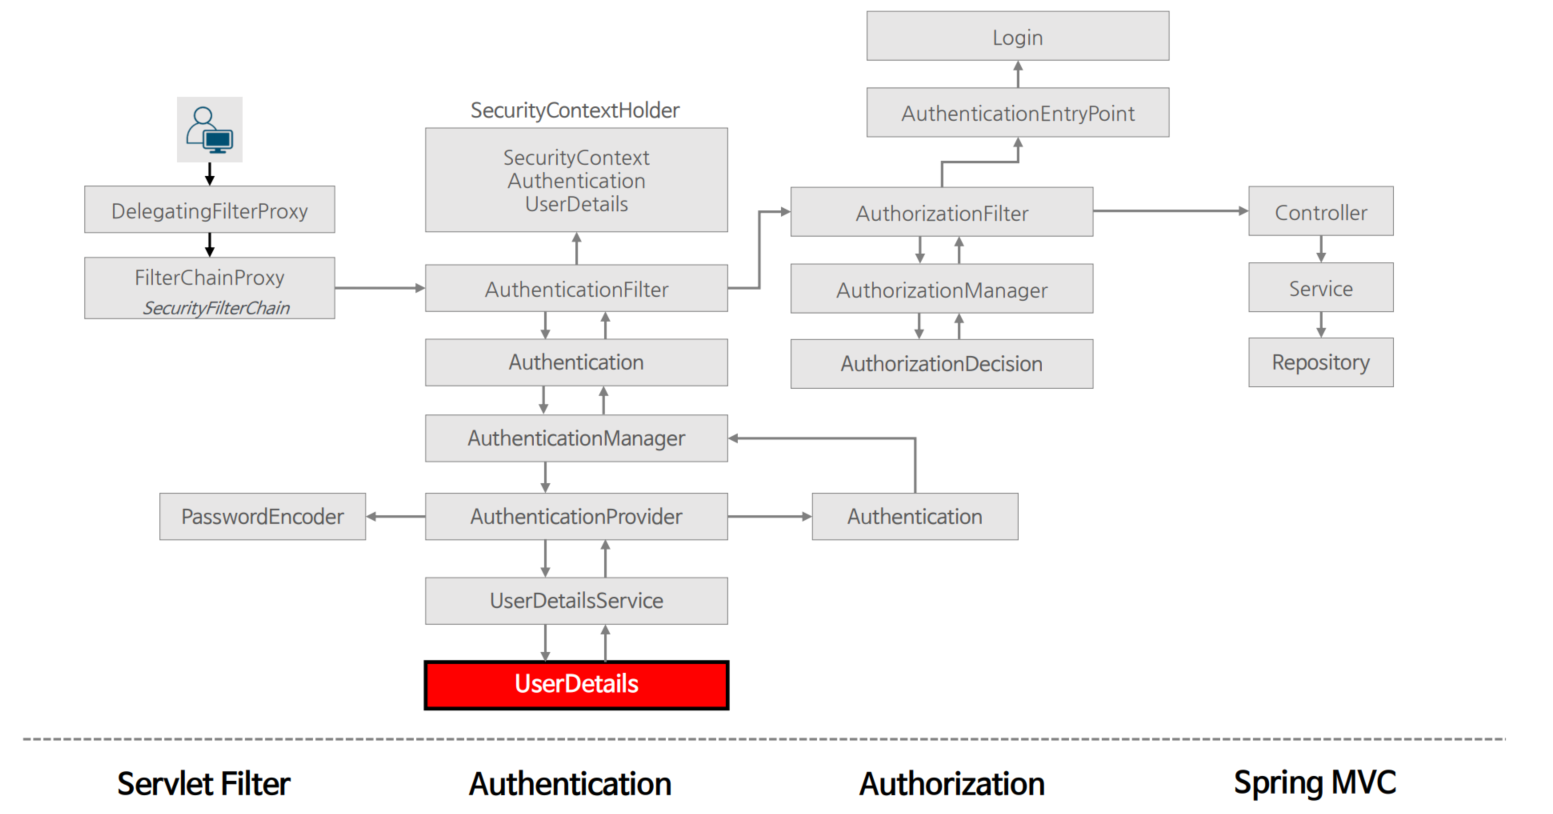 Login
AuthenticationEntryPoint
SecurityContextHolder
SecurityContext
Authentication
UserDetails
DelegatingFilterProxy
AuthorizationFilter
Controller
FilterChainProxy
SecurityFilterChain
AuthenticationFilter
AuthorizationManager
Service
Authentication
AuthorizationDecision
Repository
AuthenticationManager
PasswordEncoder
AuthenticationProvider
Authentication
UserDetailsService
UserDetails
Servlet Filter
Authentication
Authorization
Spring MVC